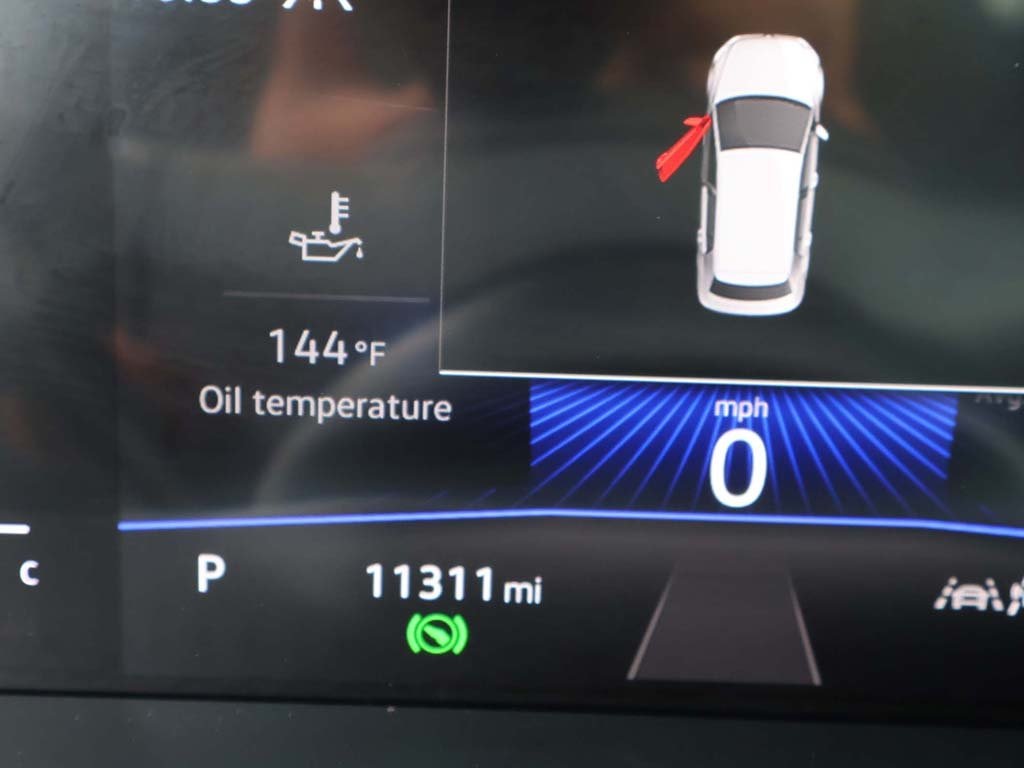 144°F
Oil temperature
mph
0
C
P
11311 mi